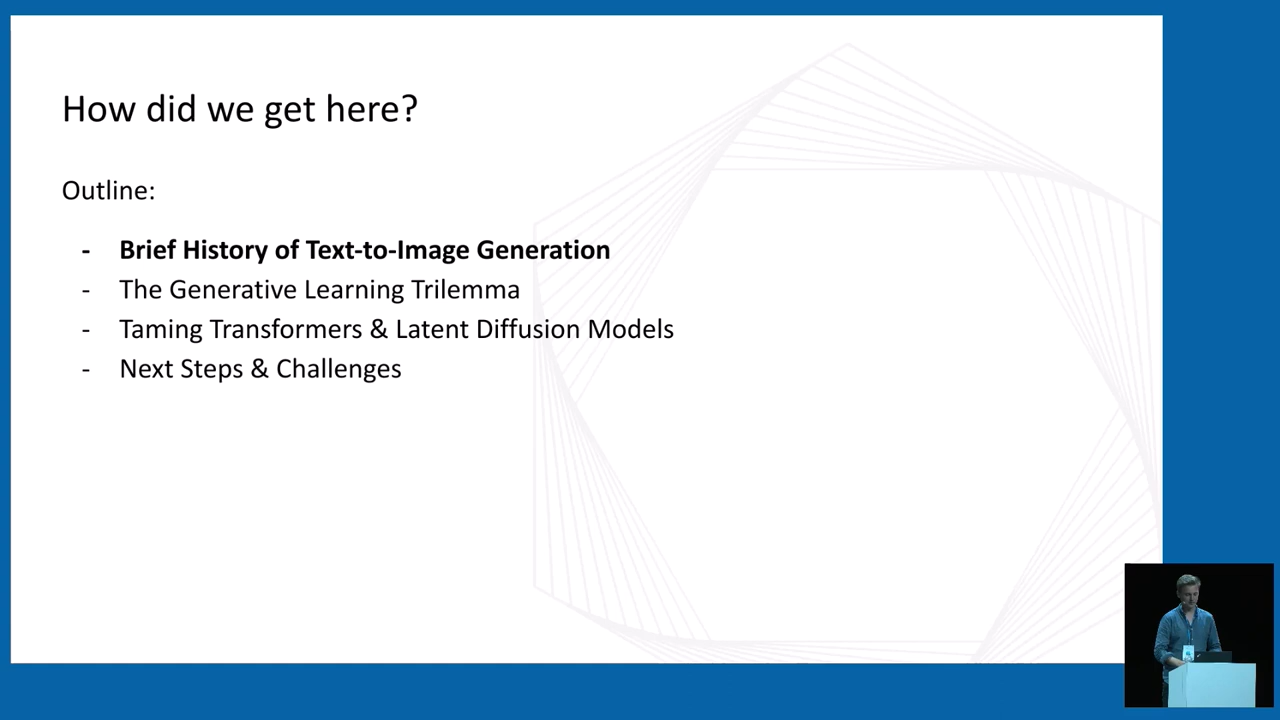 How did we get here?
Outline:
- Brief History of Text-to-Image Generation
- The Generative Learning Trilemma
- Taming Transformers & Latent Diffusion Models
- Next Steps & Challenges